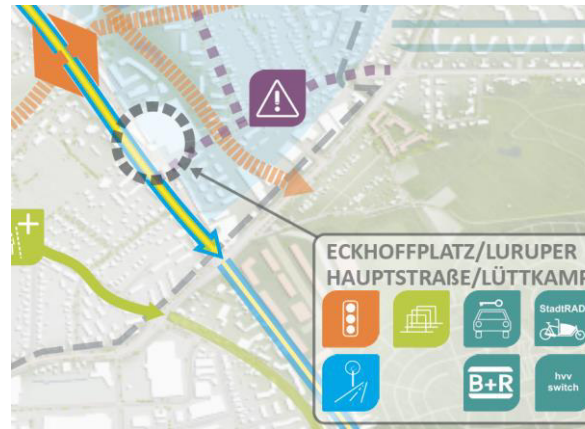 ECKHOFFPLATZ/LURUPER
HAUPTSTRAßE/LÜTTKAMP
StadtRAD
B+R
hvv
switch